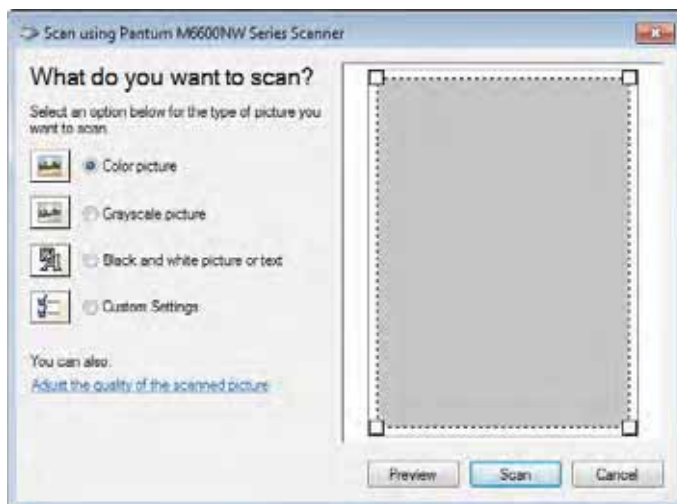 Scan using Pantum M6600NW Series Scanner
What do you want to scan?
Select an option below for the type of picture you
want to scan.
Color picture
Grayscale picture
Black and white picture or text
Custom Settings
You can also:
Adjust the quality of the scanned picture
Preview
Scan
Cancel